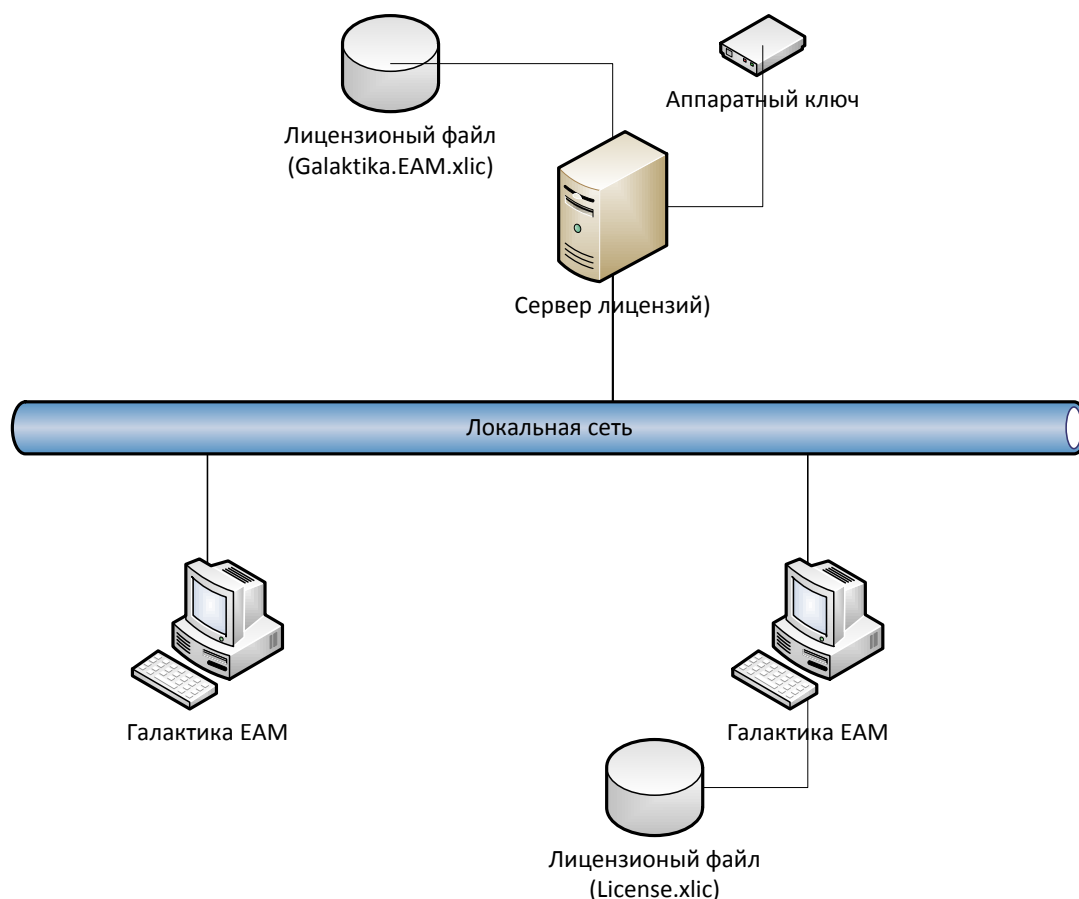 Аппаратный ключ
Лицензионый файл
(Galaktika.EAM.xlic)
Сервер лицензий)
Локальная сеть
Галактика EAM
Галактика EAM
Лицензионый файл
(License.xlic)